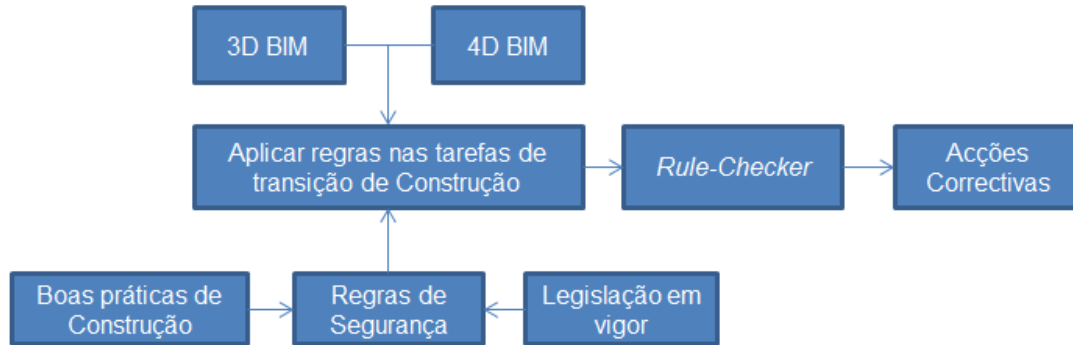 3D BIM
4D BIM
Aplicar regras nas tarefas de
transição de Construção
Rule-Checker
Acções
Correctivas
Boas práticas de
Construção
Regras de
Segurança
Legislação em
vigor